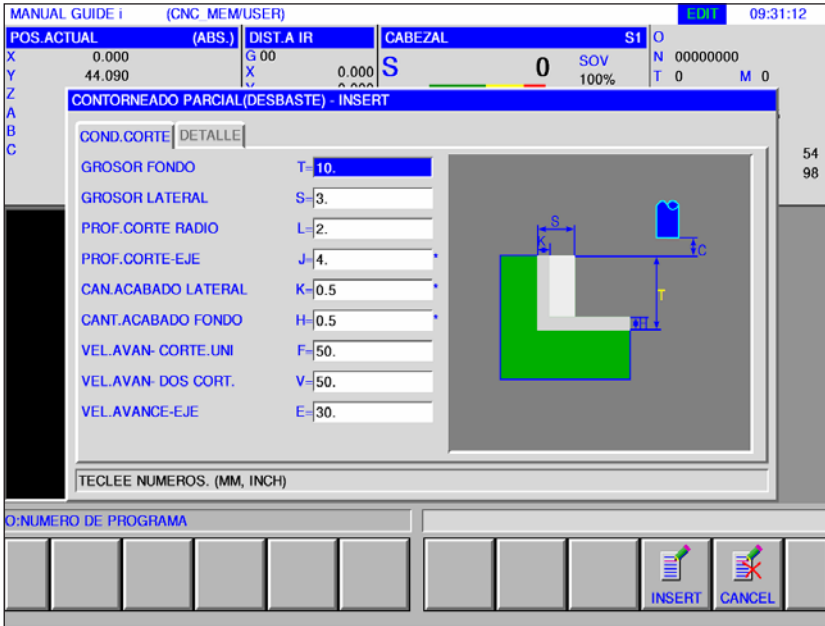 MANUAL GUIDE i (CNC_MEM/USER) EDIT 09:31:12
POS.ACTUAL (ABS.) DIST.A IR CABEZAL S1 O
X 0.000 G 00 S 0 SOV N 00000000
Y 44.090 X 0.000 100% T 0 M 0
Z
CONTORNEADO PARCIAL(DESBASTE) - INSERT
A
B
C
COND.CORTE DETALLE
54
98
GROSOR FONDO T= 10.
GROSOR LATERAL S= 3.
PROF.CORTE RADIO L= 2.
PROF.CORTE-EJE J= 4. *
CAN.ACABADO LATERAL K= 0.5 *
CANT.ACABADO FONDO H= 0.5 *
VEL.AVAN- CORTE.UNI F= 50.
VEL.AVAN- DOS CORT. V= 50.
VEL.AVANCE-EJE E= 30.
S
K
C
T
H
TECLEE NUMEROS. (MM, INCH)
O:NUMERO DE PROGRAMA
INSERT CANCEL